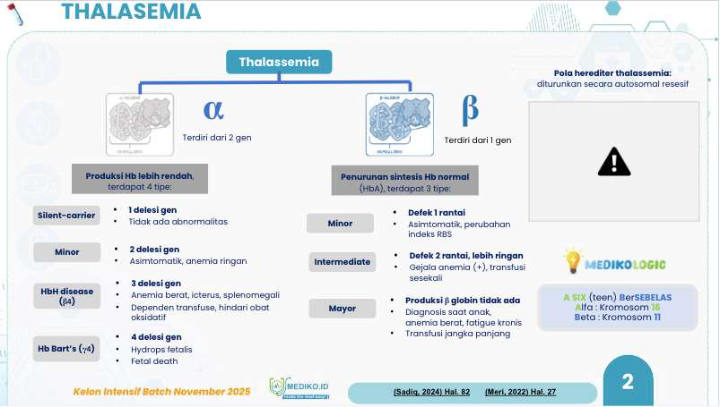 THALASEMIA
Thalassemia
α
Terdiri dari 2 gen
β
Terdiri dari 1 gen
Pola herediter thalassemia:
diturunkan secara autosomal resesif
Produksi Hb lebih rendah,
terdapat 4 tipe:
Silent-carrier
• 1 delesi gen
• Tidak ada abnormalitas
Minor
• 2 delesi gen
• Asimtomatik, anemia ringan
HbH disease
(β4)
• 3 delesi gen
• Anemia berat, icterus, splenomegali
• Dependen transfuse, hindari obat
oksidatif
Hb Bart's (γ4)
• 4 delesi gen
• Hydrops fetalis
• Fetal death
Penurunan sintesis Hb normal
(HbA), terdapat 3 tipe:
Minor
• Defek 1 rantai
• Asimtomatik, perubahan
indeks RBS
Intermediate
• Defek 2 rantai, lebih ringan
• Gejala anemia (+), transfusi
sesekali
Mayor
• Produksi β globin tidak ada
• Diagnosis saat anak,
anemia berat, fatigue kronis
• Transfusi jangka panjang
MEDIKOLOGIC
A SIX (teen) BerSEBELAS
Alfa : Kromosom 16
Beta : Kromosom 11
Kelon Intensif Batch November 2025
MEDIKO.ID
(Sadiq, 2024) Hal. 82 (Meri, 2022) Hal. 27
2